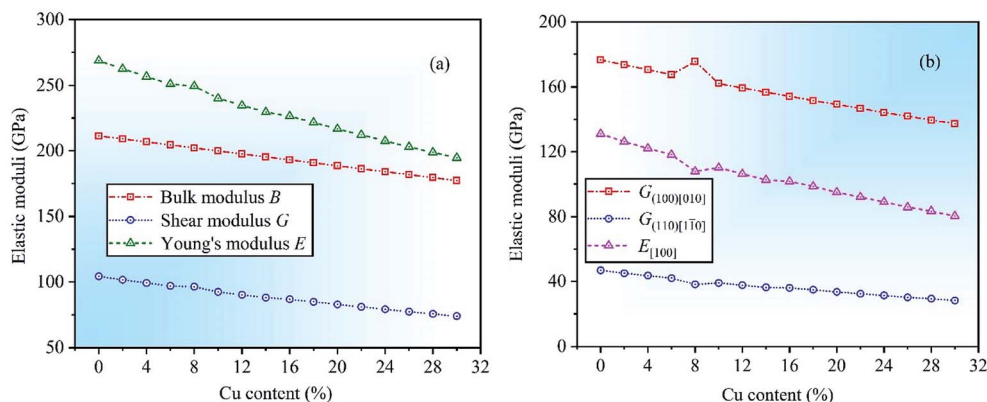 300
250
200
150
100
50
Elastic moduli (GPa)
(a)
Bulk modulus B
Shear modulus G
Young's modulus E
0 4 8 12 16 20 24 28 32
Cu content (%)
200
160
120
80
40
0
Elastic moduli (GPa)
(b)
G(100)[010]
G(110)[11̄0]
E[100]
0 4 8 12 16 20 24 28 32
Cu content (%)